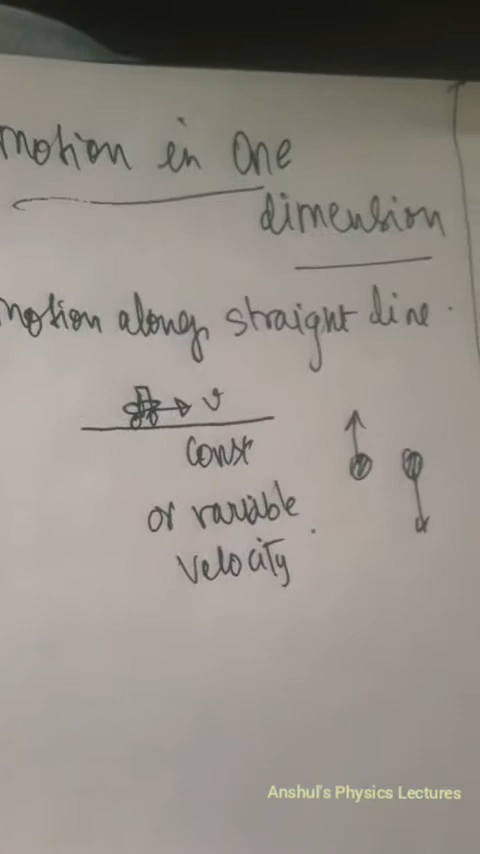 motion in One
dimension
motion along straight line.
v
const
or variable
velocity.
Anshul's Physics Lectures